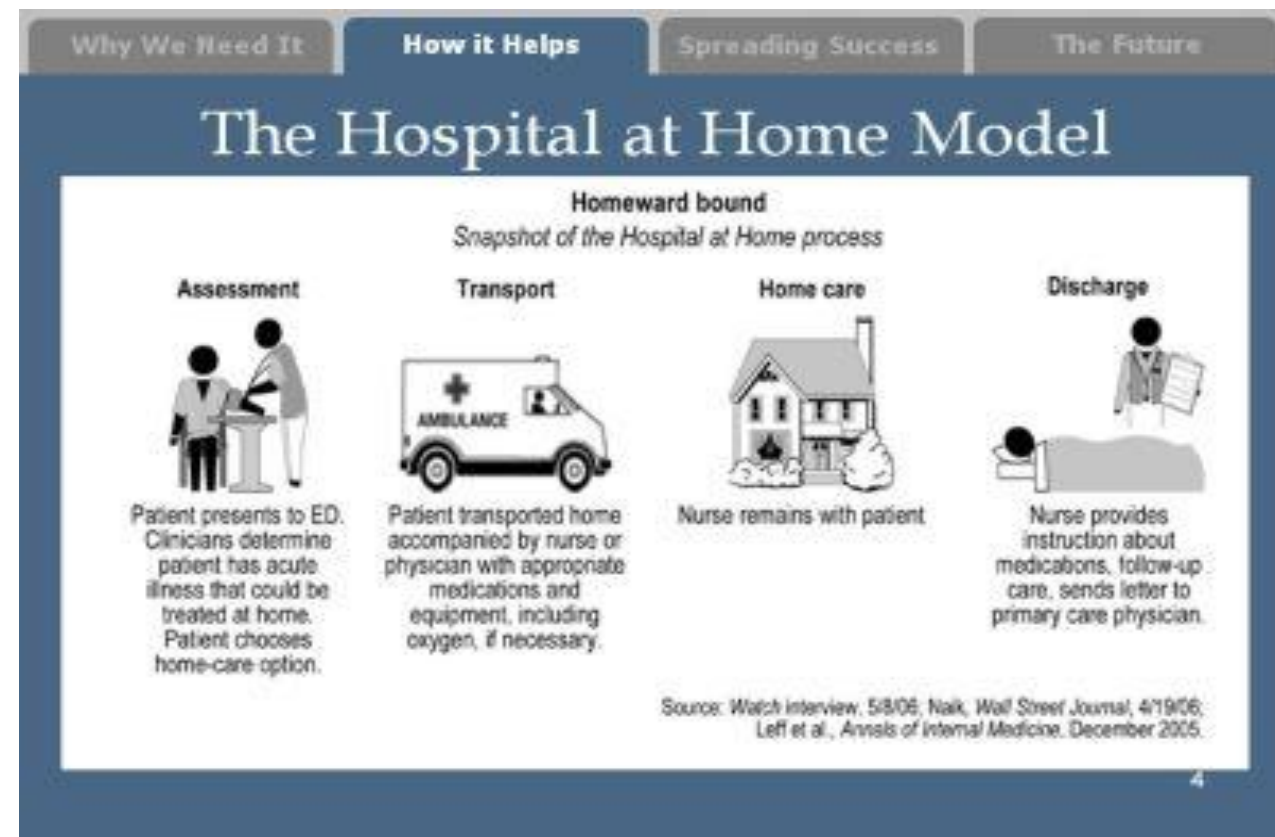 Why We Need It
How it Helps
Spreading Success
The Future
The Hospital at Home Model
Homeward bound
Snapshot of the Hospital at Home process
Assessment
Patient presents to ED.
Clinicians determine
patient has acute
illness that could be
treated at home.
Patient chooses
home-care option.
Transport
AMBULANCE
Patient transported home
accompanied by nurse or
physician with appropriate
medications and
equipment, including
oxygen, if necessary.
Home care
Nurse remains with patient
Discharge
Nurse provides
instruction about
medications, follow-up
care, sends letter to
primary care physician.
Source: Watch interview, 5/8/06, Naik, Wall Street Journal, 4/19/06;
Leff et al., Annals of Internal Medicine, December 2005.
4